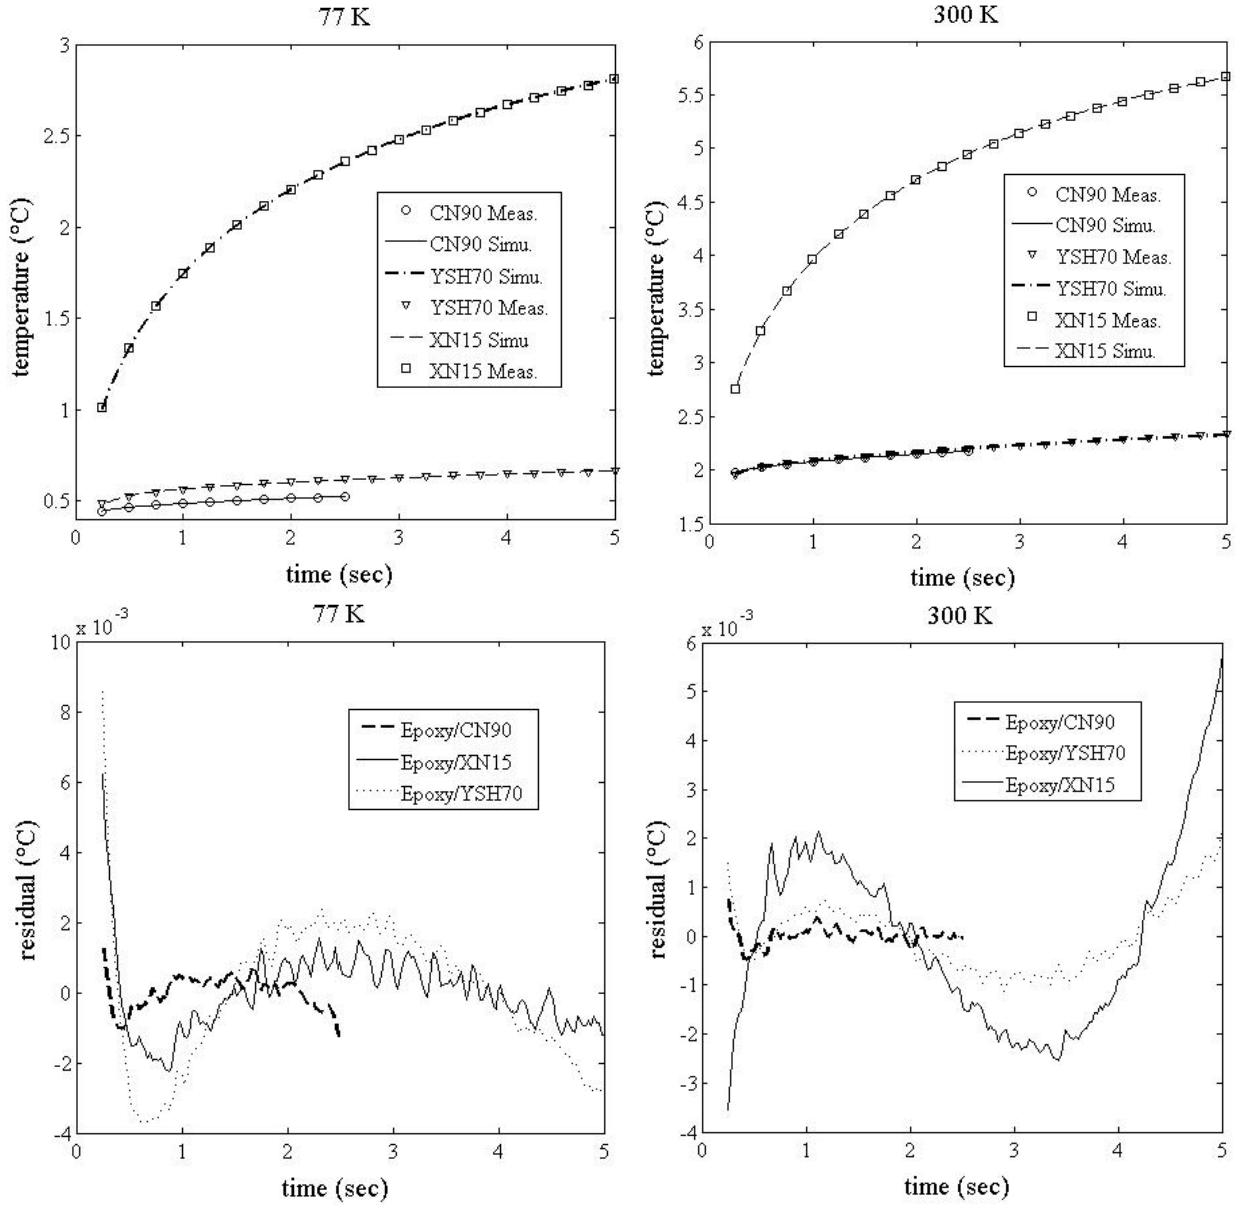 77 K
3
2.5
2
1.5
1
0.5
0 1 2 3 4 5
temperature (°C)
time (sec)
CN90 Meas.
CN90 Simu.
YSH70 Simu.
YSH70 Meas.
XN15 Simu
XN15 Meas.
300 K
6
5.5
5
4.5
4
3.5
3
2.5
2
1.5
0 1 2 3 4 5
temperature (°C)
time (sec)
CN90 Meas.
CN90 Simu.
YSH70 Meas.
YSH70 Simu.
XN15 Meas.
XN15 Simu.
77 K
x 10 -3
10
8
6
4
2
0
-2
-4
0 1 2 3 4 5
residual (°C)
time (sec)
Epoxy/CN90
Epoxy/XN15
Epoxy/YSH70
300 K
x 10 -3
6
5
4
3
2
1
0
-1
-2
-3
-4
0 1 2 3 4 5
residual (°C)
time (sec)
Epoxy/CN90
Epoxy/YSH70
Epoxy/XN15